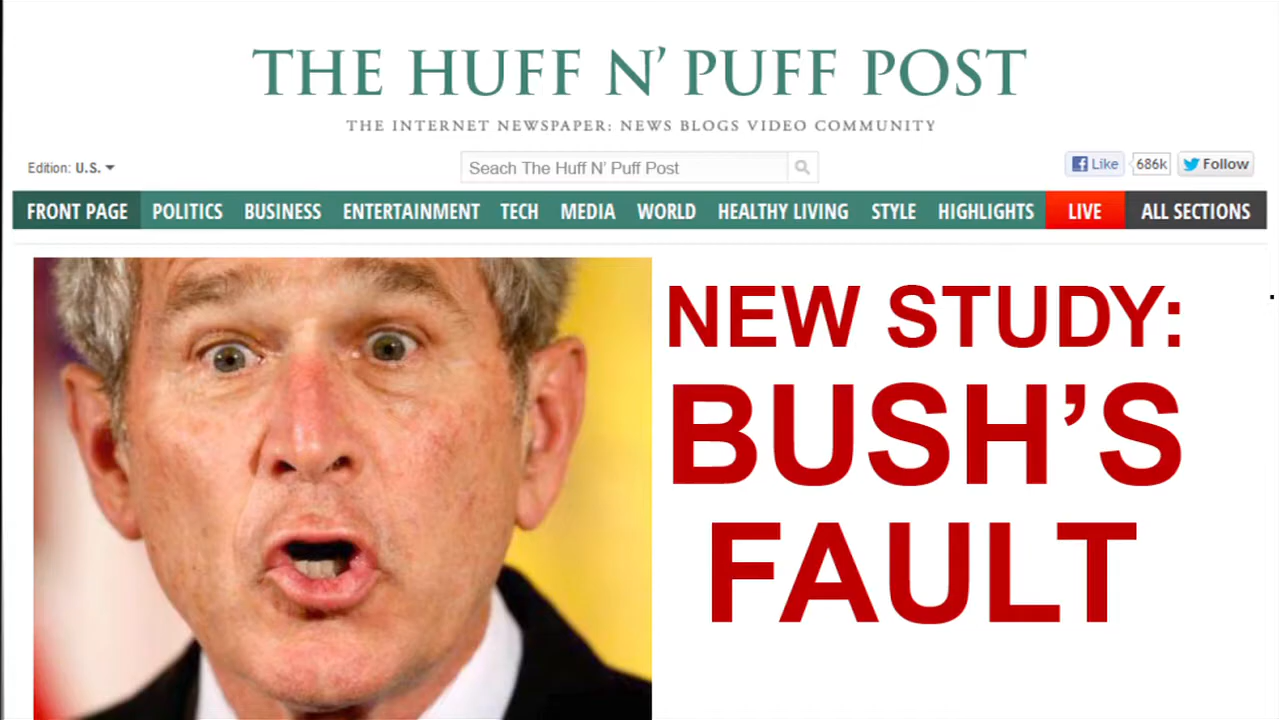 THE HUFF N’ PUFF POST
THE INTERNET NEWSPAPER: NEWS BLOGS VIDEO COMMUNITY
Edition: U.S.
Seach The Huff N’ Puff Post
Like 686k Follow
FRONT PAGE POLITICS BUSINESS ENTERTAINMENT TECH MEDIA WORLD HEALTHY LIVING STYLE HIGHLIGHTS LIVE ALL SECTIONS
NEW STUDY:
BUSH’S
FAULT